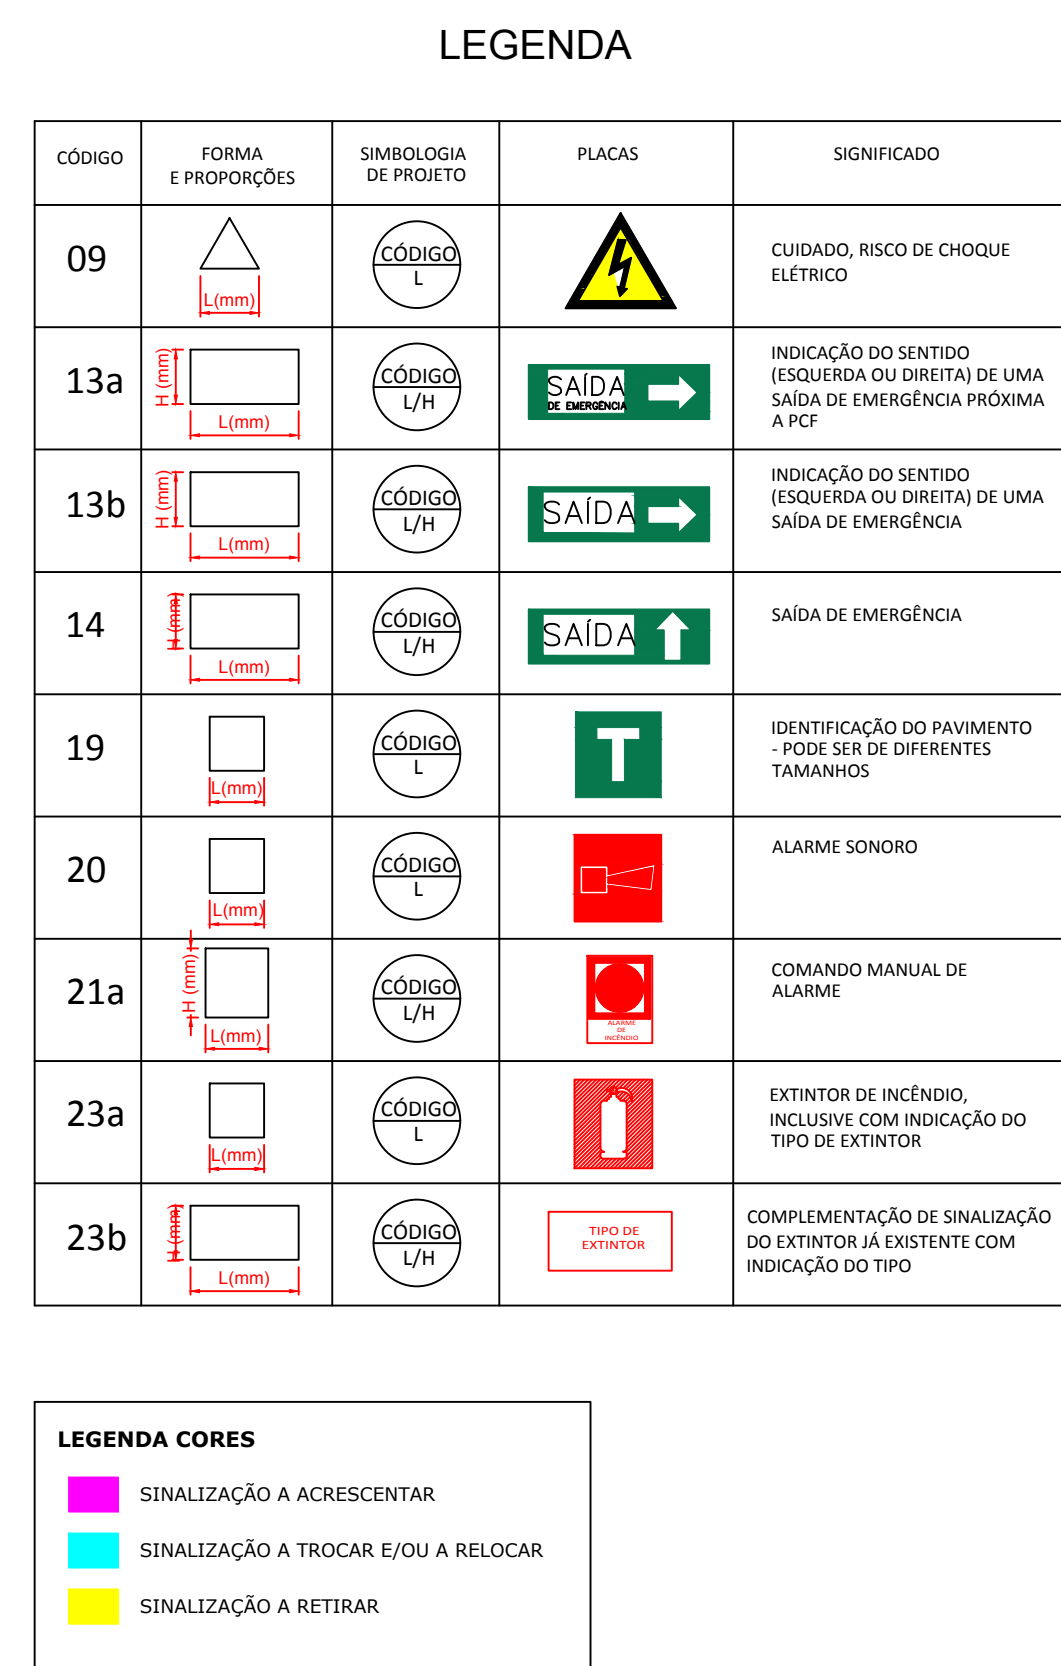 LEGENDA
CÓDIGO
FORMA
E PROPORÇÕES
SIMBOLOGIA
DE PROJETO
PLACAS
SIGNIFICADO
09
L(mm)
CÓDIGO
L
CUIDADO, RISCO DE CHOQUE
ELÉTRICO
13a
H (mm)
L(mm)
CÓDIGO
L/H
SAÍDA
DE EMERGÊNCIA
INDICAÇÃO DO SENTIDO
(ESQUERDA OU DIREITA) DE UMA
SAÍDA DE EMERGÊNCIA PRÓXIMA
A PCF
13b
H (mm)
L(mm)
CÓDIGO
L/H
SAÍDA
INDICAÇÃO DO SENTIDO
(ESQUERDA OU DIREITA) DE UMA
SAÍDA DE EMERGÊNCIA
14
H (mm)
L(mm)
CÓDIGO
L/H
SAÍDA
SAÍDA DE EMERGÊNCIA
19
L(mm)
CÓDIGO
L
T
IDENTIFICAÇÃO DO PAVIMENTO
- PODE SER DE DIFERENTES
TAMANHOS
20
L(mm)
CÓDIGO
L
ALARME SONORO
21a
H (mm)
L(mm)
CÓDIGO
L/H
ALARME
DE
INCÊNDIO
COMANDO MANUAL DE
ALARME
23a
L(mm)
CÓDIGO
L
EXTINTOR DE INCÊNDIO,
INCLUSIVE COM INDICAÇÃO DO
TIPO DE EXTINTOR
23b
H (mm)
L(mm)
CÓDIGO
L/H
TIPO DE
EXTINTOR
COMPLEMENTAÇÃO DE SINALIZAÇÃO
DO EXTINTOR JÁ EXISTENTE COM
INDICAÇÃO DO TIPO
LEGENDA CORES
SINALIZAÇÃO A ACRESCENTAR
SINALIZAÇÃO A TROCAR E/OU A RELOCAR
SINALIZAÇÃO A RETIRAR